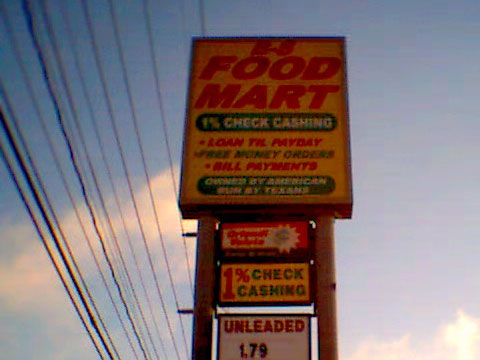 FOOD
MART
1% CHECK CASHING
• LOAN TIL PAYDAY
• FREE MONEY ORDERS
• BILL PAYMENTS
OWNED BY AMERICAN
RUN BY TEXANS
1% CHECK
CASHING
UNLEADED
1.79